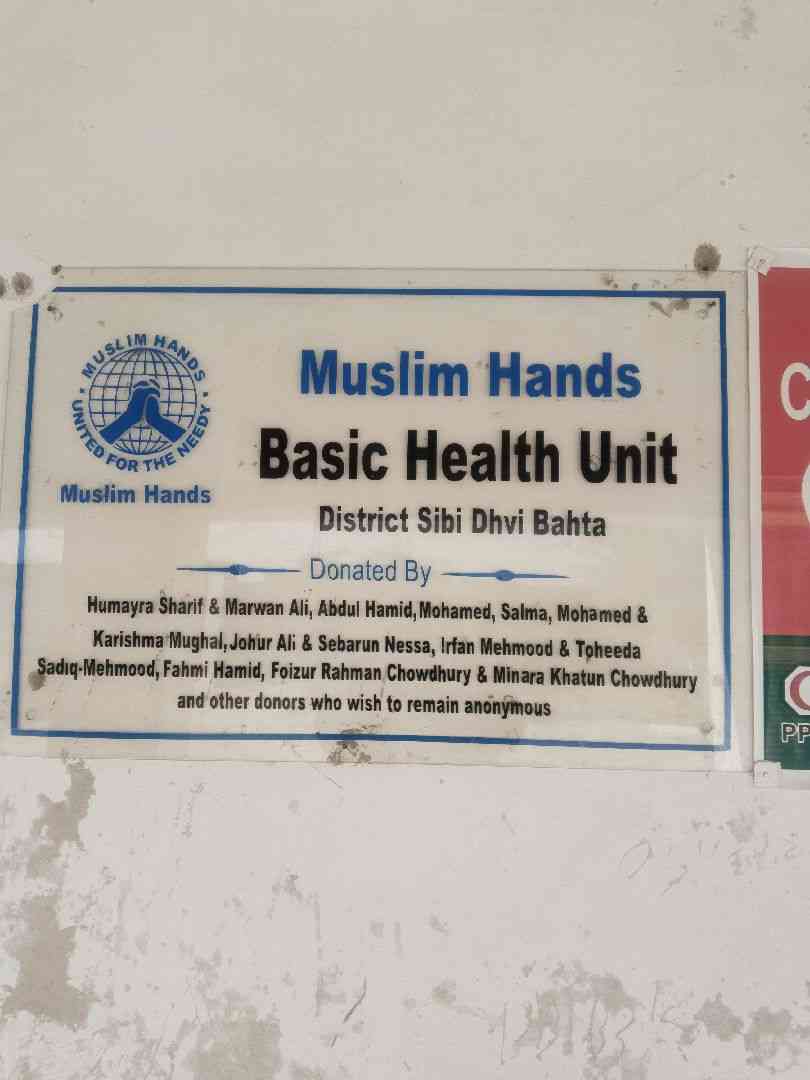 MUSLIM HANDS
UNITED FOR THE NEEDY
Muslim Hands
Muslim Hands
Basic Health Unit
District Sibi Dhvi Bahta
Donated By
Humayra Sharif & Marwan Ali, Abdul Hamid, Mohamed, Salma, Mohamed &
Karishma Mughal, Johur Ali & Sebarun Nessa, Irfan Mehmood & Toheeda
Sadiq-Mehmood, Fahmi Hamid, Foizur Rahman Chowdhury & Minara Khatun Chowdhury
and other donors who wish to remain anonymous